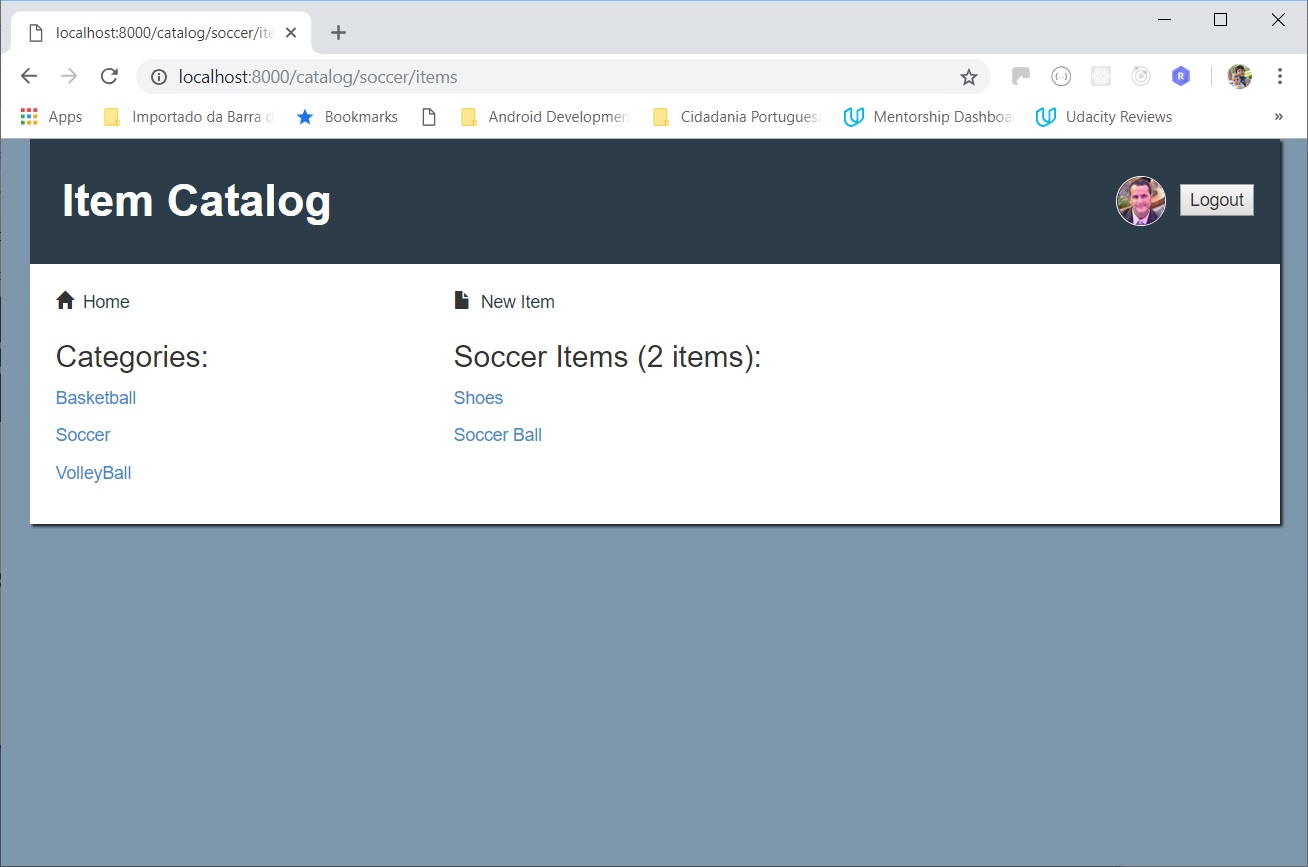 localhost:8000/catalog/soccer/ite
localhost:8000/catalog/soccer/items
Apps
Importado da Barra d
Bookmarks
Android Developmen
Cidadania Portugues
Mentorship Dashboa
Udacity Reviews
»
Item Catalog
Logout
Home
New Item
Categories:
Soccer Items (2 items):
Basketball
Shoes
Soccer
Soccer Ball
VolleyBall